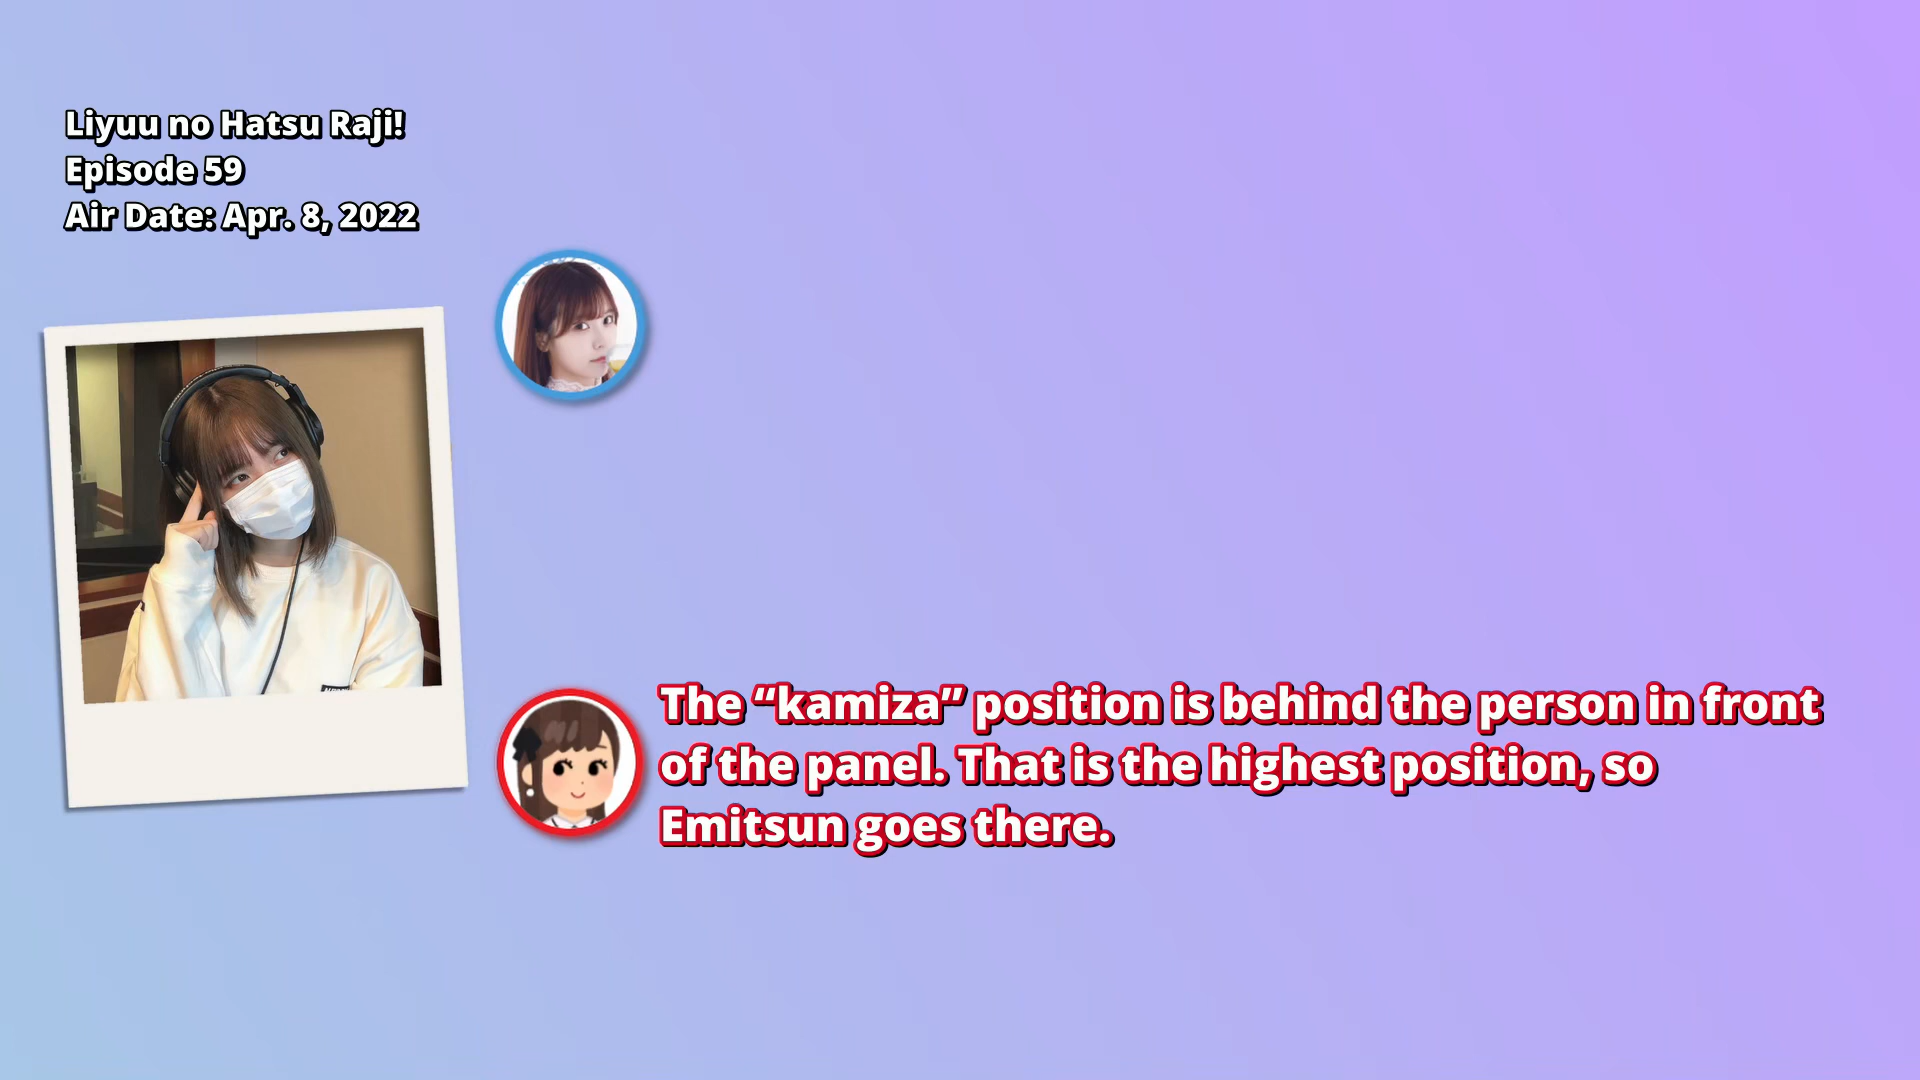 Liyuu no Hatsu Raji!
Episode 59
Air Date: Apr. 8, 2022
The “kamiza” position is behind the person in front
of the panel. That is the highest position, so
Emitsun goes there.